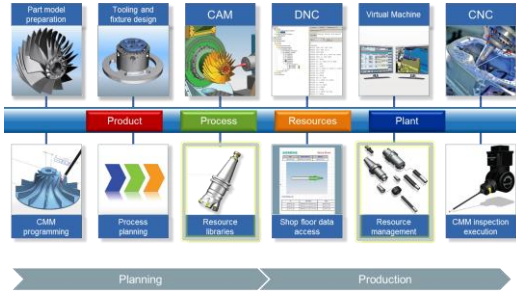 Part model
preparation
Tooling and
fixture design
CAM
DNC
Virtual Machine
CNC
Product
Process
Resources
Plant
CMM
programming
Process
planning
Resource
libraries
SIEMENS
Shop floor data
access
Resource
management
CMM inspection
execution
Planning
Production